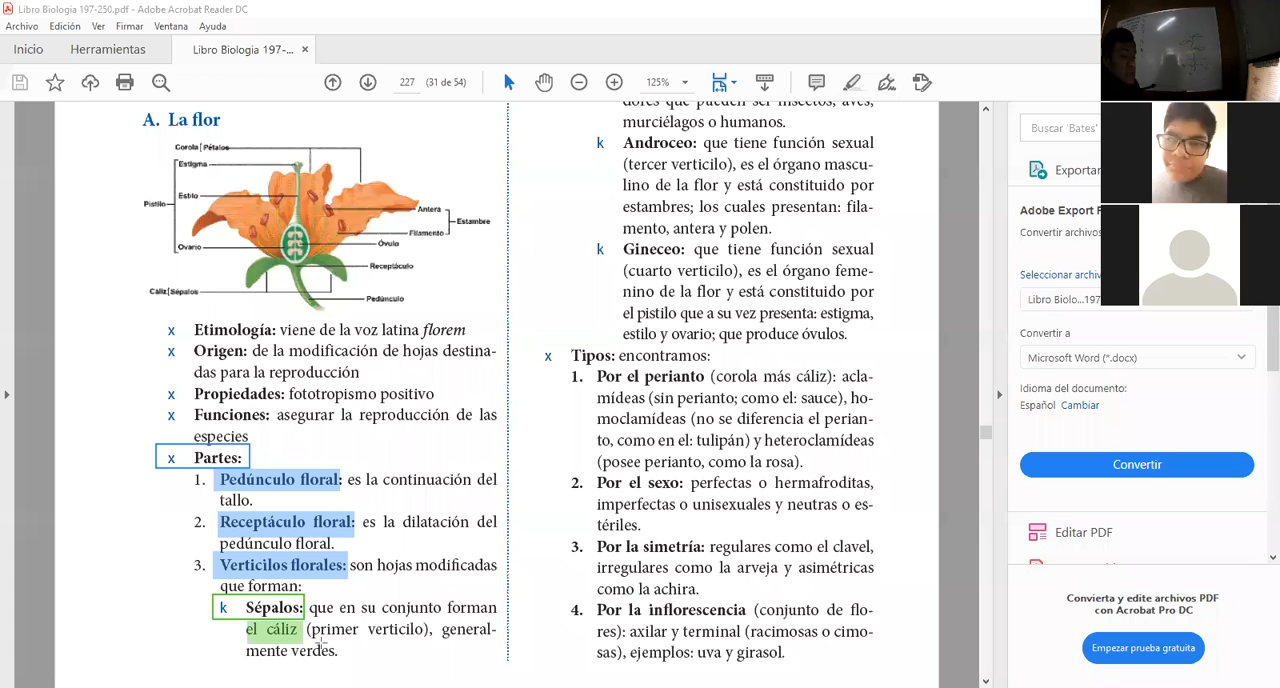 Libro Biologia 197-250.pdf - Adobe Acrobat Reader DC
Archivo Edición Ver Firmar Ventana Ayuda
Inicio Herramientas Libro Biologia 197-... ×
227 (31 de 54) 125%
A. La flor
Corola Pétalos
Estigma
Estilo
Pistilo
Ovario
Antera
Estambre
Filamento
Óvulo
Receptáculo
Cáliz Sépalos
Pedúnculo
x Etimología: viene de la voz latina florem
x Origen: de la modificación de hojas destina-
das para la reproducción
x Propiedades: fototropismo positivo
x Funciones: asegurar la reproducción de las
especies
x Partes:
1. Pedúnculo floral: es la continuación del
tallo.
2. Receptáculo floral: es la dilatación del
pedúnculo floral.
3. Verticilos florales: son hojas modificadas
que forman:
k Sépalos: que en su conjunto forman
el cáliz (primer verticilo), general-
mente verdes.
dores que pueden ser insectos, aves,
murciélagos o humanos.
k Androceo: que tiene función sexual
(tercer verticilo), es el órgano mascu-
lino de la flor y está constituido por
estambres; los cuales presentan: fila-
mento, antera y polen.
k Gineceo: que tiene función sexual
(cuarto verticilo), es el órgano feme-
nino de la flor y está constituido por
el pistilo que a su vez presenta: estigma,
estilo y ovario; que produce óvulos.
x Tipos: encontramos:
1. Por el perianto (corola más cáliz): acla-
mídeas (sin perianto; como el: sauce), ho-
moclamídeas (no se diferencia el perian-
to, como en el: tulipán) y heteroclamídeas
(posee perianto, como la rosa).
2. Por el sexo: perfectas o hermafroditas,
imperfectas o unisexuales y neutras o es-
tériles.
3. Por la simetría: regulares como el clavel,
irregulares como la arveja y asimétricas
como la achira.
4. Por la inflorescencia (conjunto de flo-
res): axilar y terminal (racimosas o cimo-
sas), ejemplos: uva y girasol.
Buscar 'Bates'
Exportar
Adobe Export
Convertir archivos
Seleccionar archiv
Libro Biolo...197
Convertir a
Microsoft Word (*.docx)
Idioma del documento:
Español Cambiar
Convertir
Editar PDF
Convierta y edite archivos PDF
con Acrobat Pro DC
Empezar prueba gratuita